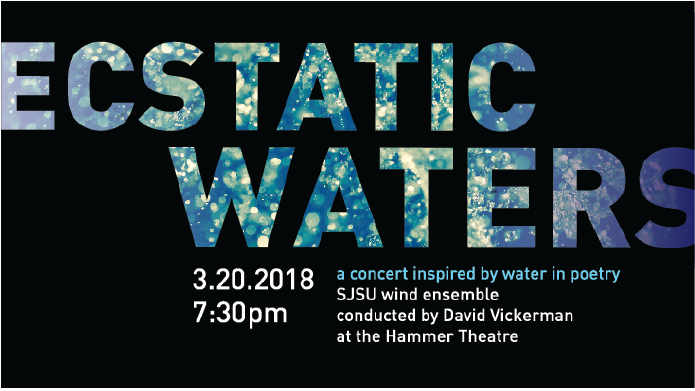 ECSTATIC
WATERS
3.20.2018
7:30pm
a concert inspired by water in poetry
SJSU wind ensemble
conducted by David Vickerman
at the Hammer Theatre